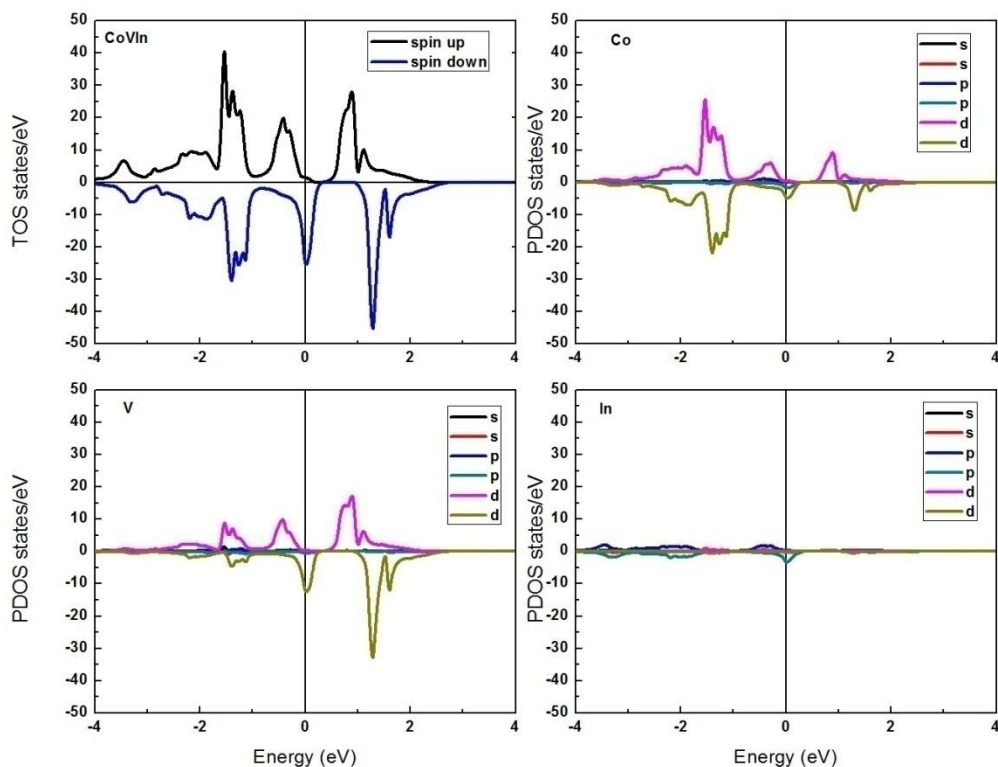 CoVIn
spin up
spin down
TOS states/eV
50
40
30
20
10
0
-10
-20
-30
-40
-50
-4
-2
0
2
4
Co
s
s
p
p
d
d
PDOS states/eV
50
40
30
20
10
0
-10
-20
-30
-40
-50
-4
-2
0
2
4
V
s
s
p
p
d
d
PDOS states/eV
50
40
30
20
10
0
-10
-20
-30
-40
-50
-4
-2
0
2
4
Energy (eV)
In
s
s
p
p
d
d
PDOS states/eV
50
40
30
20
10
0
-10
-20
-30
-40
-50
-4
-2
0
2
4
Energy (eV)